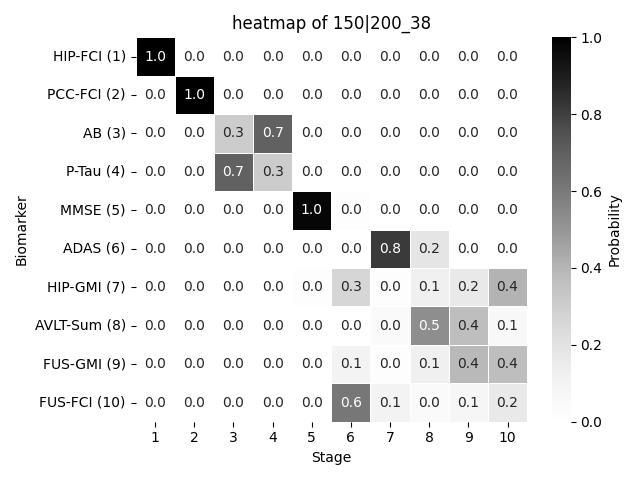 heatmap of 150|200_38
HIP-FCI (1) 1.0 0.0 0.0 0.0 0.0 0.0 0.0 0.0 0.0 0.0
PCC-FCI (2) 0.0 1.0 0.0 0.0 0.0 0.0 0.0 0.0 0.0 0.0
AB (3) 0.0 0.0 0.3 0.7 0.0 0.0 0.0 0.0 0.0 0.0
P-Tau (4) 0.0 0.0 0.7 0.3 0.0 0.0 0.0 0.0 0.0 0.0
MMSE (5) 0.0 0.0 0.0 0.0 1.0 0.0 0.0 0.0 0.0 0.0
ADAS (6) 0.0 0.0 0.0 0.0 0.0 0.0 0.8 0.2 0.0 0.0
HIP-GMI (7) 0.0 0.0 0.0 0.0 0.0 0.3 0.0 0.1 0.2 0.4
AVLT-Sum (8) 0.0 0.0 0.0 0.0 0.0 0.0 0.0 0.5 0.4 0.1
FUS-GMI (9) 0.0 0.0 0.0 0.0 0.0 0.1 0.0 0.1 0.4 0.4
FUS-FCI (10) 0.0 0.0 0.0 0.0 0.0 0.6 0.1 0.0 0.1 0.2
1 2 3 4 5 6 7 8 9 10
Stage
Biomarker
1.0
0.8
0.6
0.4
0.2
0.0
Probability